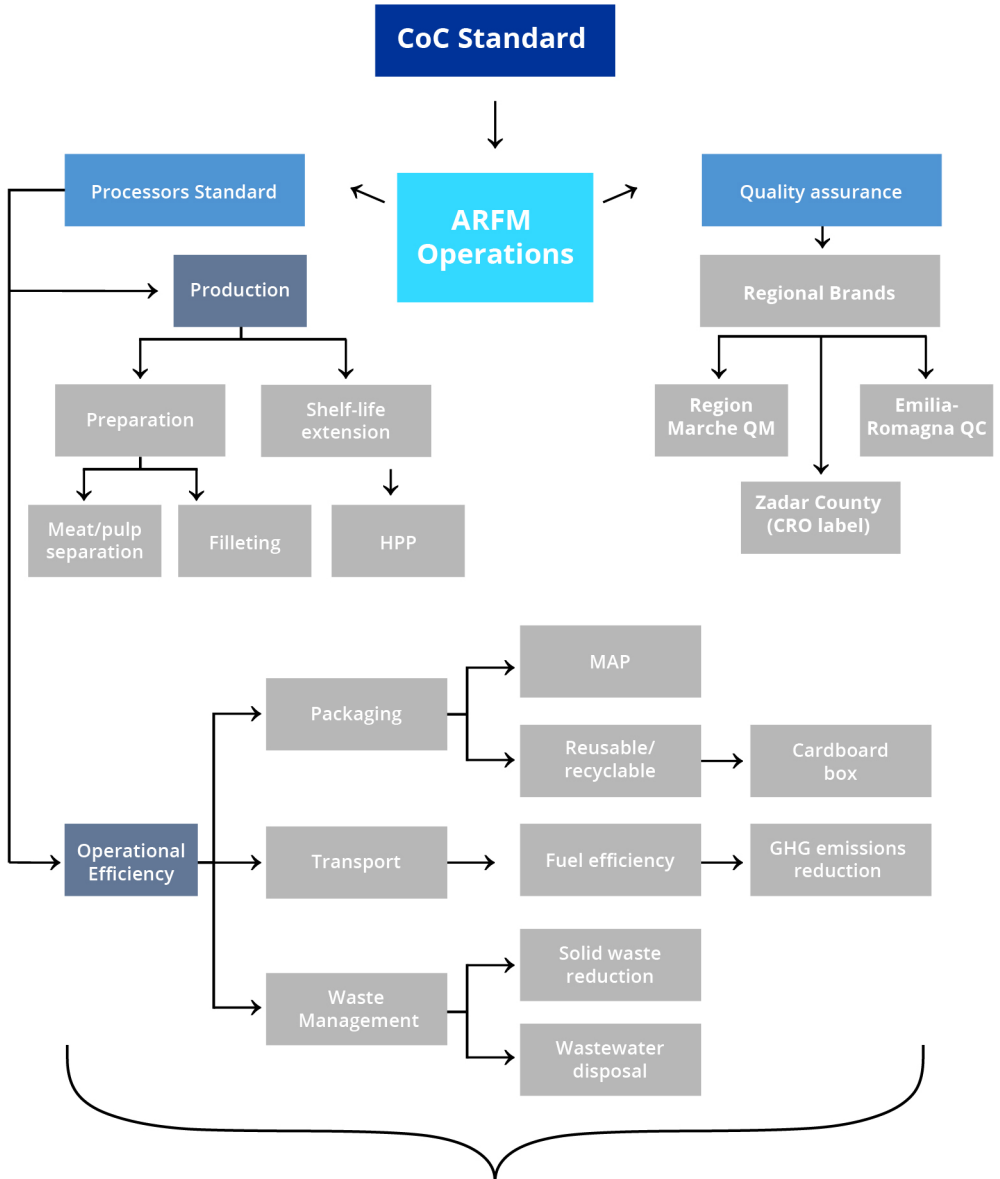 CoC Standard
Processors Standard
ARFM
Operations
Quality assurance
Production
Regional Brands
Preparation
Shelf-life
extension
Region
Marche QM
Emilia-
Romagna QC
Zadar County
(CRO label)
Meat/pulp
separation
Filleting
HPP
MAP
Packaging
Reusable/
recyclable
Cardboard
box
Operational
Efficiency
Transport
Fuel efficiency
GHG emissions
reduction
Solid waste
reduction
Waste
Management
Wastewater
disposal